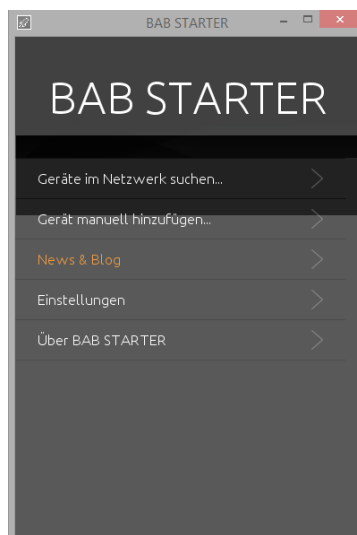 BAB STARTER
BAB STARTER
Geräte im Netzwerk suchen...
Gerät manuell hinzufügen...
News & Blog
Einstellungen
Über BAB STARTER